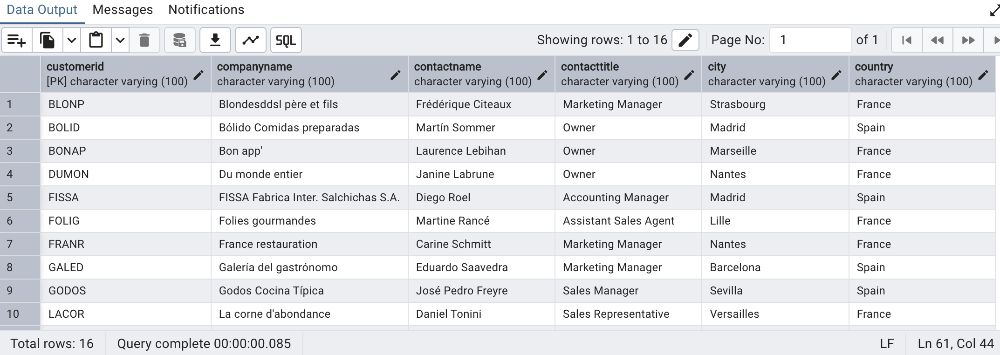 Data Output Messages Notifications
SQL Showing rows: 1 to 16 Page No: 1 of 1
customerid companyname contactname contacttitle city country
[PK] character varying (100) character varying (100) character varying (100) character varying (100) character varying (100) character varying (100)
1 BLONP Blondesddsl père et fils Frédérique Citeaux Marketing Manager Strasbourg France
2 BOLID Bólido Comidas preparadas Martín Sommer Owner Madrid Spain
3 BONAP Bon app' Laurence Lebihan Owner Marseille France
4 DUMON Du monde entier Janine Labrune Owner Nantes France
5 FISSA FISSA Fabrica Inter. Salchichas S.A. Diego Roel Accounting Manager Madrid Spain
6 FOLIG Folies gourmandes Martine Rancé Assistant Sales Agent Lille France
7 FRANR France restauration Carine Schmitt Marketing Manager Nantes France
8 GALED Galería del gastrónomo Eduardo Saavedra Marketing Manager Barcelona Spain
9 GODOS Godos Cocina Típica José Pedro Freyre Sales Manager Sevilla Spain
10 LACOR La corne d'abondance Daniel Tonini Sales Representative Versailles France
Total rows: 16 Query complete 00:00:00.085 LF Ln 61, Col 44